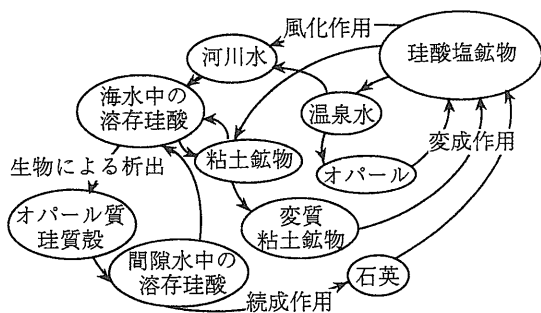 風化作用
珪酸塩鉱物
河川水
海水中の
溶存珪酸
温泉水
粘土鉱物
変成作用
オパール
生物による析出
オパール質
珪質殻
変質
粘土鉱物
間隙水中の
溶存珪酸
石英
続成作用